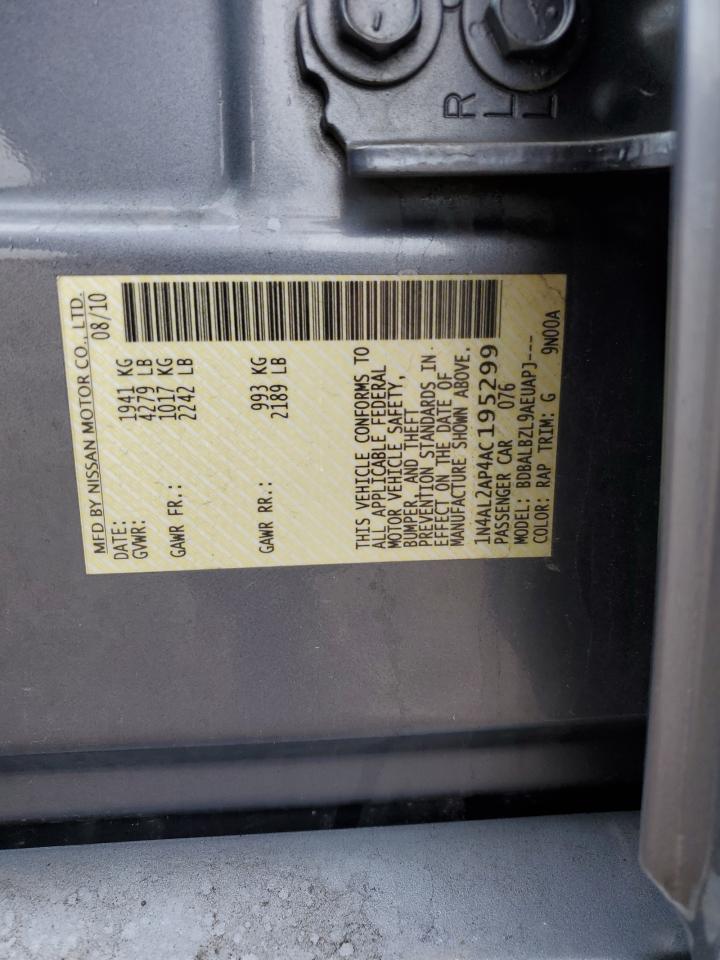 R L L
MFD BY NISSAN MOTOR CO., LTD.
DATE: 08/10
GVWR: 1941 KG
4279 LB
GAWR FR.: 1017 KG
2242 LB
GAWR RR.: 993 KG
2189 LB
THIS VEHICLE CONFORMS TO
ALL APPLICABLE FEDERAL
MOTOR VEHICLE SAFETY,
BUMPER, AND THEFT
PREVENTION STANDARDS IN
EFFECT ON THE DATE OF
MANUFACTURE SHOWN ABOVE.
1N4AL2AP4AC195299
PASSENGER CAR 076
MODEL: BDBALBZL9AEUAPJ---
COLOR: RAP TRIM: G 9N00A